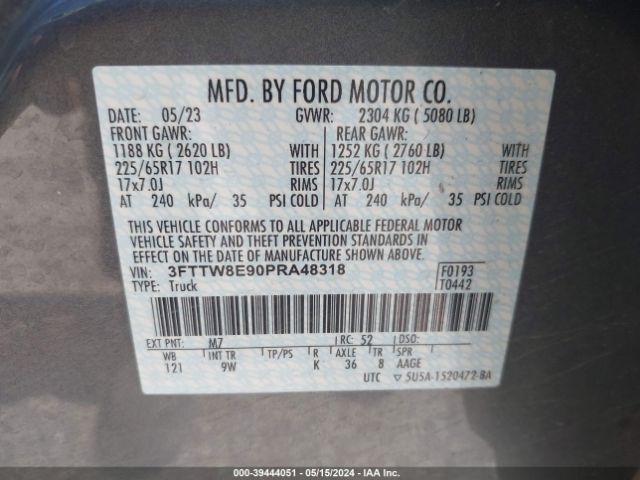 MFD. BY FORD MOTOR CO.
DATE: 05/23 GVWR: 2304 KG ( 5080 LB)
FRONT GAWR: REAR GAWR:
1188 KG ( 2620 LB) WITH 1252 KG ( 2760 LB) WITH
225/65R17 102H TIRES 225/65R17 102H TIRES
17x7.0J RIMS 17x7.0J RIMS
AT 240 kPa/ 35 PSI COLD AT 240 kPa/ 35 PSI COLD
THIS VEHICLE CONFORMS TO ALL APPLICABLE FEDERAL MOTOR
VEHICLE SAFETY AND THEFT PREVENTION STANDARDS IN
EFFECT ON THE DATE OF MANUFACTURE SHOWN ABOVE.
VIN: 3FTTW8E90PRA48318 F0193
TYPE: Truck T0442
EXT PNT: M7 RC: 52 DSO:
WB INT TR TP/PS R AXLE TR SPR
121 9W K 36 8 AAGE
UTC 5U5A-1520472-BA
000-39444051 - 05/15/2024 - IAA Inc.